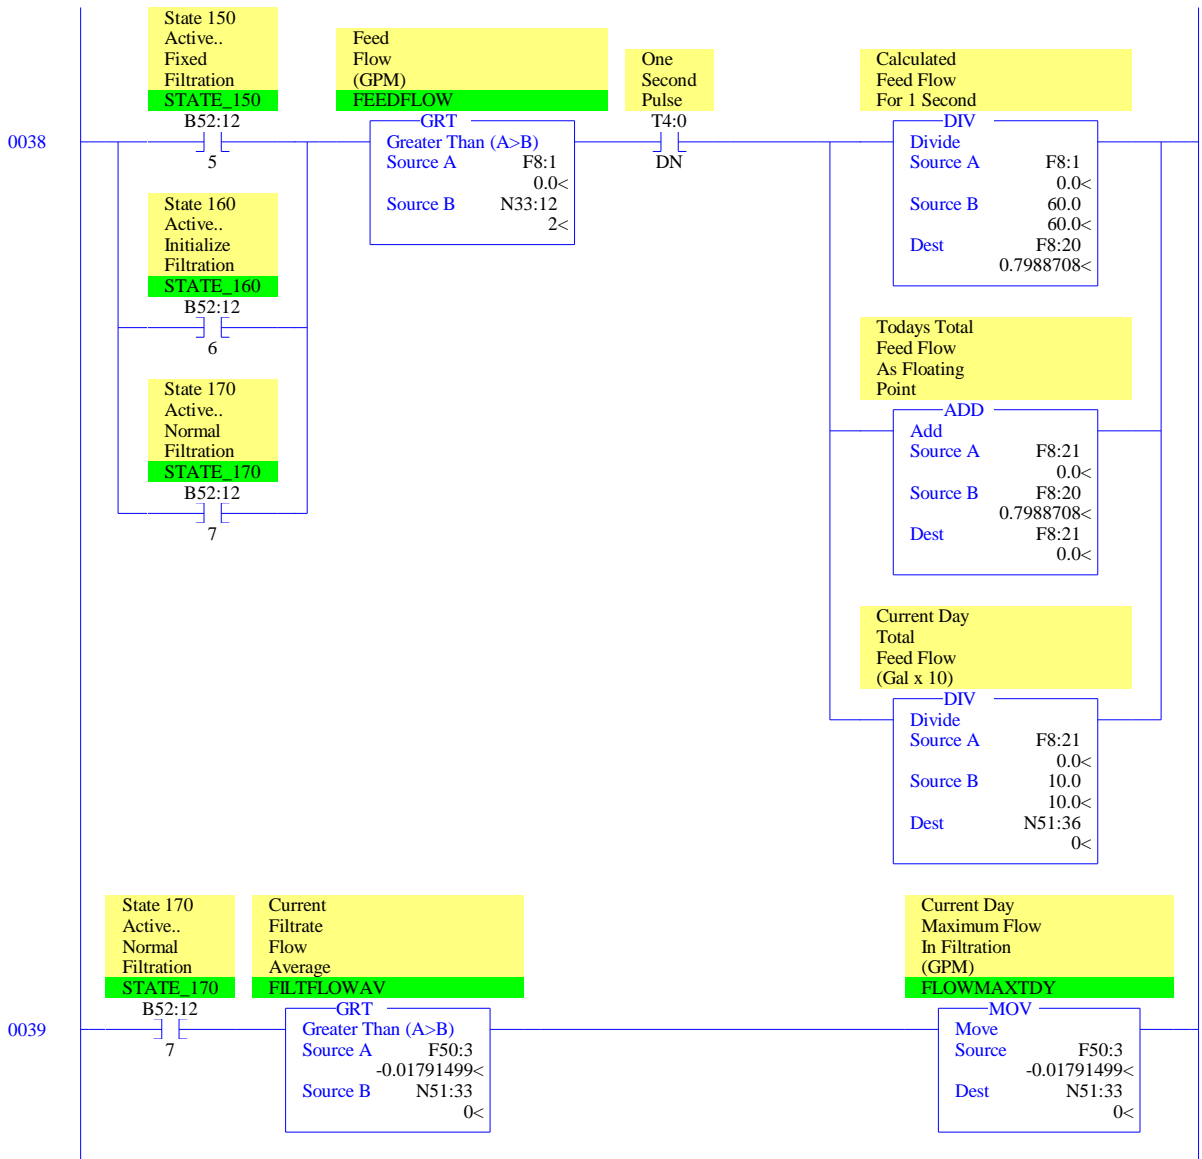 State 150
Active..
Fixed
Filtration
STATE_150
B52:12
5
Feed
Flow
(GPM)
FEEDFLOW
GRT
Greater Than (A>B)
Source A F8:1
0.0<
Source B N33:12
2<
One
Second
Pulse
T4:0
DN
Calculated
Feed Flow
For 1 Second
DIV
Divide
Source A F8:1
0.0<
Source B 60.0
60.0<
Dest F8:20
0.7988708<
0038
State 160
Active..
Initialize
Filtration
STATE_160
B52:12
6
State 170
Active..
Normal
Filtration
STATE_170
B52:12
7
Todays Total
Feed Flow
As Floating
Point
ADD
Add
Source A F8:21
0.0<
Source B F8:20
0.7988708<
Dest F8:21
0.0<
Current Day
Total
Feed Flow
(Gal x 10)
DIV
Divide
Source A F8:21
0.0<
Source B 10.0
10.0<
Dest N51:36
0<
State 170
Active..
Normal
Filtration
STATE_170
B52:12
7
Current
Filtrate
Flow
Average
FILTFLOWAV
GRT
Greater Than (A>B)
Source A F50:3
-0.01791499<
Source B N51:33
0<
Current Day
Maximum Flow
In Filtration
(GPM)
FLOWMAXTDY
MOV
Move
Source F50:3
-0.01791499<
Dest N51:33
0<
0039